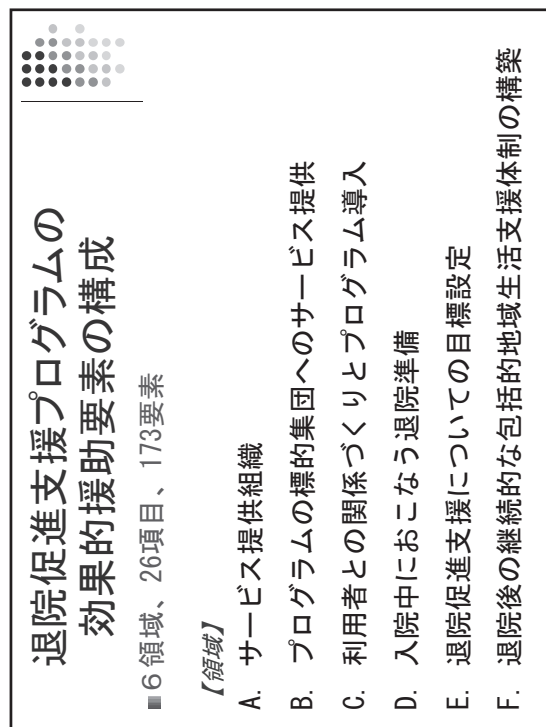 退院促進支援プログラムの
効果的援助要素の構成
■６領域、26項目、173要素
【領域】
A. サービス提供組織
B. プログラムの標的集団へのサービス提供
C. 利用者との関係づくりとプログラム導入
D. 入院中におこなう退院準備
E. 退院促進支援についての目標設定
F. 退院後の継続的な包括的地域生活支援体制の構築